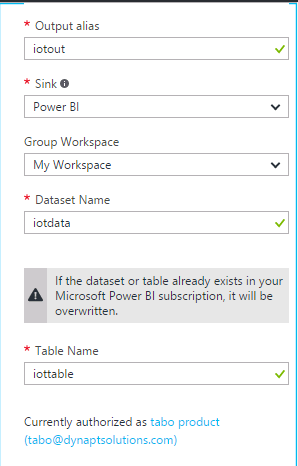 * Output alias
iotout
* Sink
Power BI
Group Workspace
My Workspace
* Dataset Name
iotdata
If the dataset or table already exists in your
Microsoft Power BI subscription, it will be
overwritten.
* Table Name
iottable
Currently authorized as tabo product
(tabo@dynaptsolutions.com)